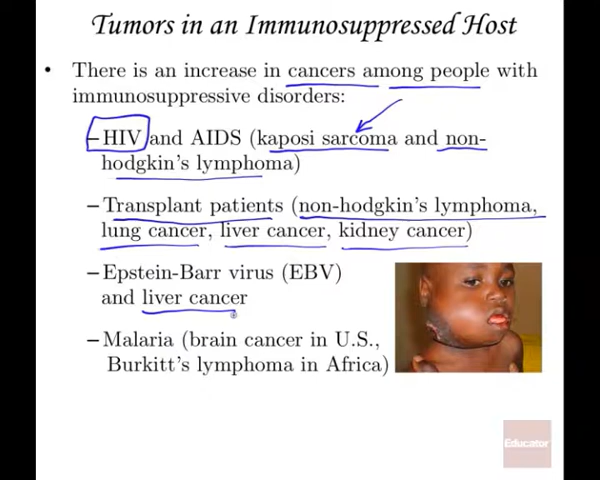 Tumors in an Immunosuppressed Host
• There is an increase in cancers among people with
immunosuppressive disorders:
– HIV and AIDS (kaposi sarcoma and non-
hodgkin's lymphoma)
– Transplant patients (non-hodgkin's lymphoma,
lung cancer, liver cancer, kidney cancer)
– Epstein-Barr virus (EBV)
and liver cancer
– Malaria (brain cancer in U.S.,
Burkitt's lymphoma in Africa)
Educator